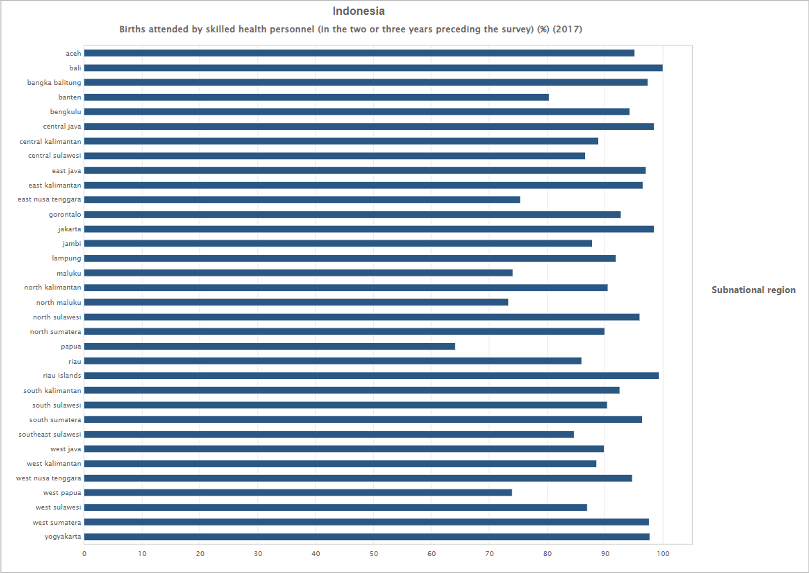 Indonesia
Births attended by skilled health personnel (in the two or three years preceding the survey) (%) (2017)
aceh
bali
bangka balitung
banten
bengkulu
central java
central kalimantan
central sulawesi
east java
east kalimantan
east nusa tenggara
gorontalo
jakarta
jambi
lampung
maluku
north kalimantan
north maluku
north sulawesi
north sumatera
papua
riau
riau islands
south kalimantan
south sulawesi
south sumatera
southeast sulawesi
west java
west kalimantan
west nusa tenggara
west papua
west sulawesi
west sumatera
yogyakarta
0 10 20 30 40 50 60 70 80 90 100
Subnational region